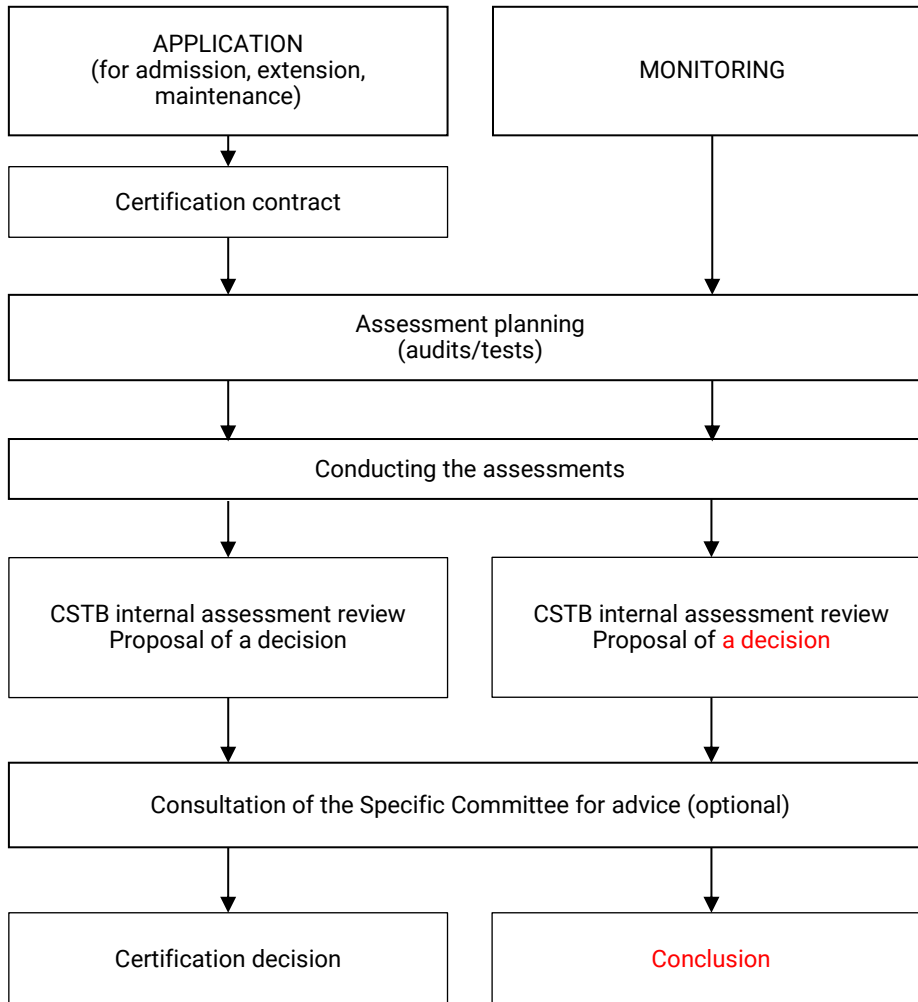 APPLICATION
(for admission, extension,
maintenance)
MONITORING
Certification contract
Assessment planning
(audits/tests)
Conducting the assessments
CSTB internal assessment review
Proposal of a decision
CSTB internal assessment review
Proposal of a decision
Consultation of the Specific Committee for advice (optional)
Certification decision
Conclusion